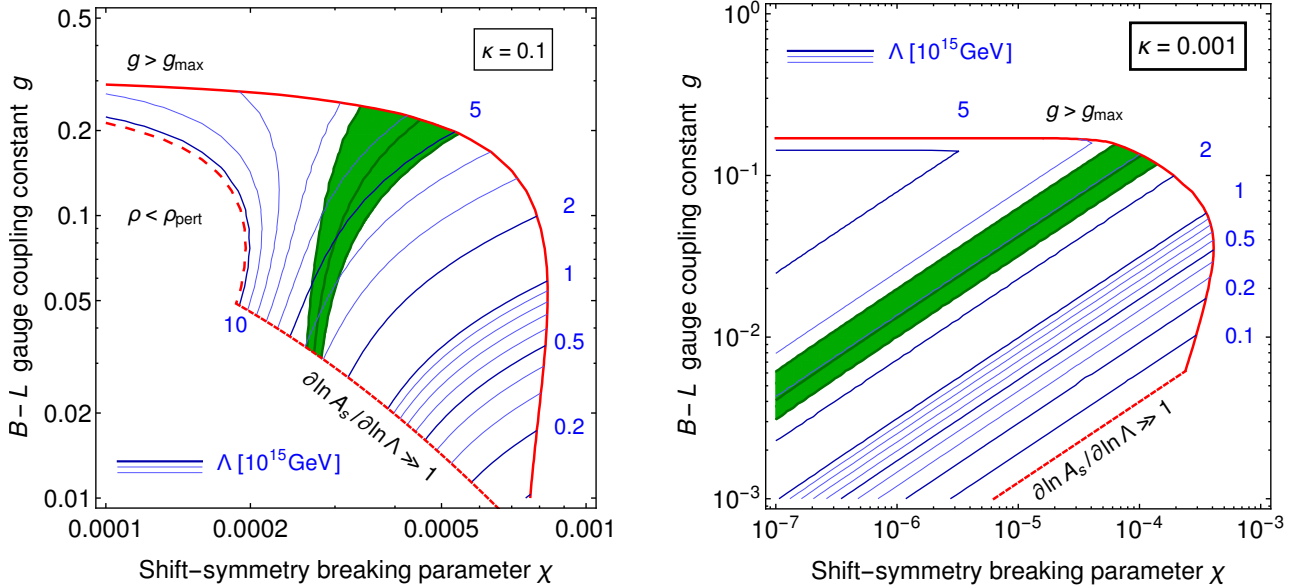 κ = 0.1
g > g_max
ρ < ρ_pert
∂ln A_s/∂ln Λ ≫ 1
Λ [10^15 GeV]
5
2
1
0.5
0.2
10
0.5
0.2
0.1
0.05
0.02
0.01
0.0001
0.0002
0.0005
0.001
B − L gauge coupling constant g
Shift−symmetry breaking parameter χ
Λ [10^15 GeV]
κ = 0.001
g > g_max
∂ln A_s/∂ln Λ ≫ 1
5
2
1
0.5
0.2
0.1
10^0
10^−1
10^−2
10^−3
10^−7
10^−6
10^−5
10^−4
10^−3
B − L gauge coupling constant g
Shift−symmetry breaking parameter χ